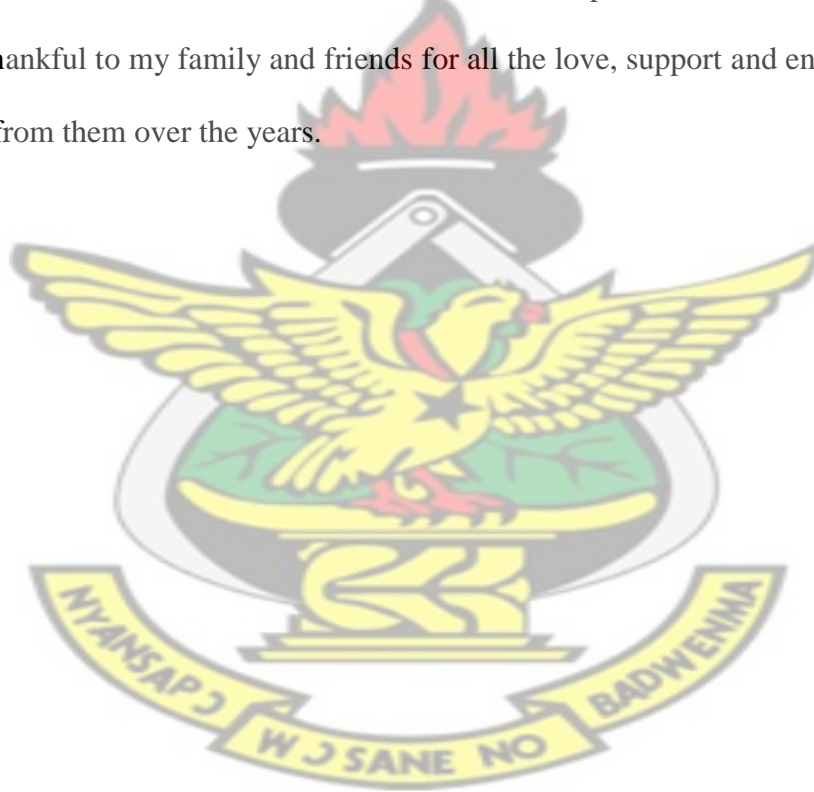 hankful to my family and friends for all the love, support and en
from them over the years.
NYANSAPƆ
WƆSANE NO
BADWENMA